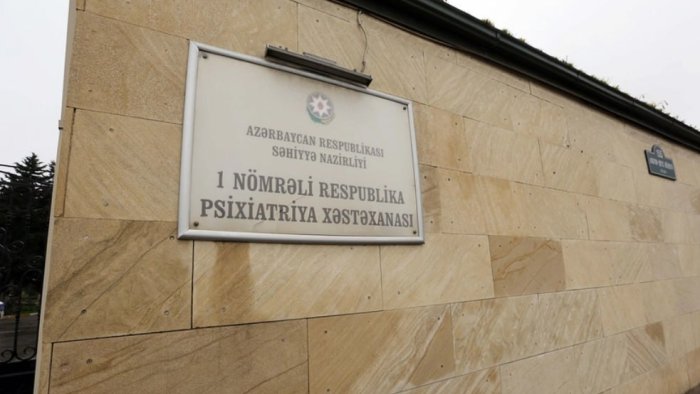 AZƏRBAYCAN RESPUBLİKASI
SƏHİYYƏ NAZİRLİYİ
1 NÖMRƏLİ RESPUBLİKA
PSİXİATRİYA XƏSTƏXANASI